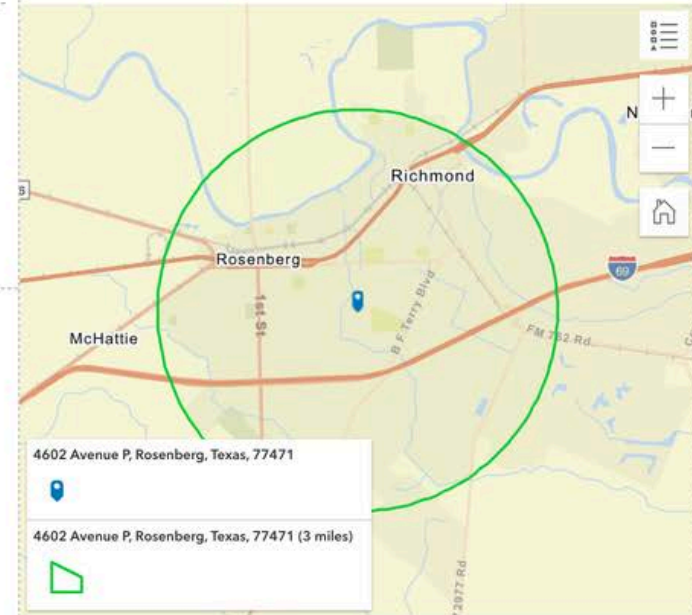 Richmond
Rosenberg
69
1st St
B F Terry Blvd
McHattie
FM 762 Rd
4602 Avenue P, Rosenberg, Texas, 77471
4602 Avenue P, Rosenberg, Texas, 77471 (3 miles)